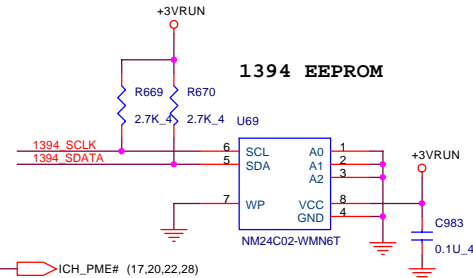 +3VRUN
1394 EEPROM
R669
R670
2.7K_4
2.7K_4
U69
+3VRUN
1394_SCLK
1394_SDATA
6
5
7
SCL
SDA
WP
A0
A1
A2
VCC
GND
1
2
3
8
4
NM24C02-WMN6T
C983
0.1U_4
ICH_PME# (17,20,22,28)